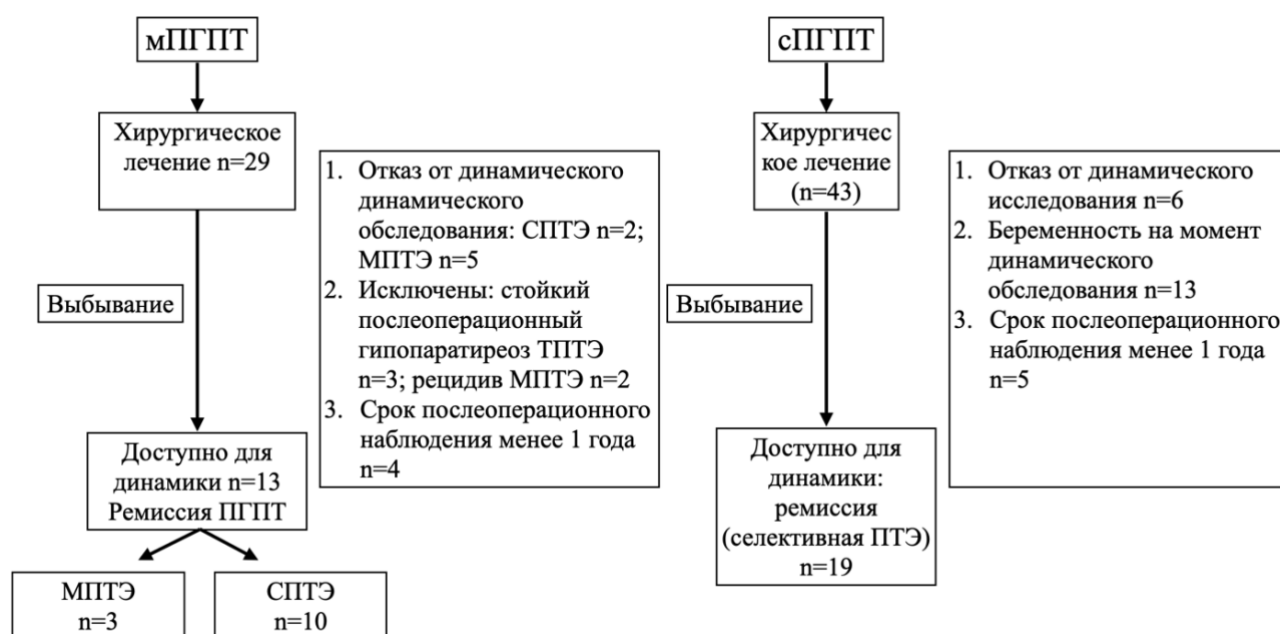 мПГПТ
Хирургическое
лечение n=29
Выбывание
1. Отказ от динамического
динамического
обследования: СПТЭ n=2;
МПТЭ n=5
2. Исключены: стойкий
послеоперационный
гипопаратиреоз ТПТЭ
n=3; рецидив МПТЭ n=2
3. Срок послеоперационного
наблюдения менее 1 года
n=4
Доступно для
динамики n=13
Ремиссия ПГПТ
МПТЭ
n=3
СПТЭ
n=10
сПГПТ
Хирургичес
кое лечение
(n=43)
Выбывание
1. Отказ от динамического
исследования n=6
2. Беременность на момент
динамического
обследования n=13
3. Срок послеоперационного
наблюдения менее 1 года
n=5
Доступно для
динамики:
ремиссия
(селективная ПТЭ)
n=19